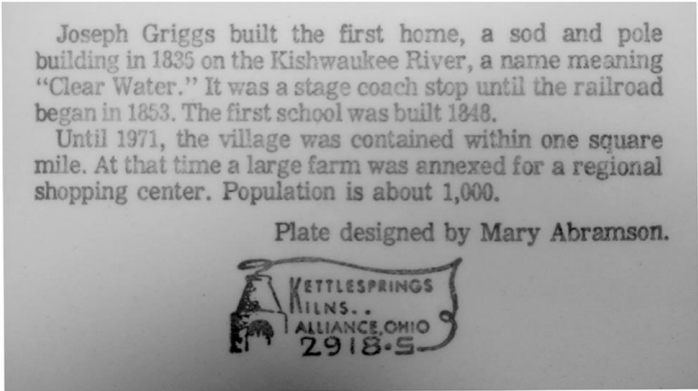 Joseph Griggs built the first home, a sod and pole
building in 1835 on the Kishwaukee River, a name meaning
"Clear Water." It was a stage coach stop until the railroad
began in 1853. The first school was built 1848.
Until 1971, the village was contained within one square
mile. At that time a large farm was annexed for a regional
shopping center. Population is about 1,000.
Plate designed by Mary Abramson.
KETTLESPRINGS
KILNS..
ALLIANCE, OHIO
2918-S